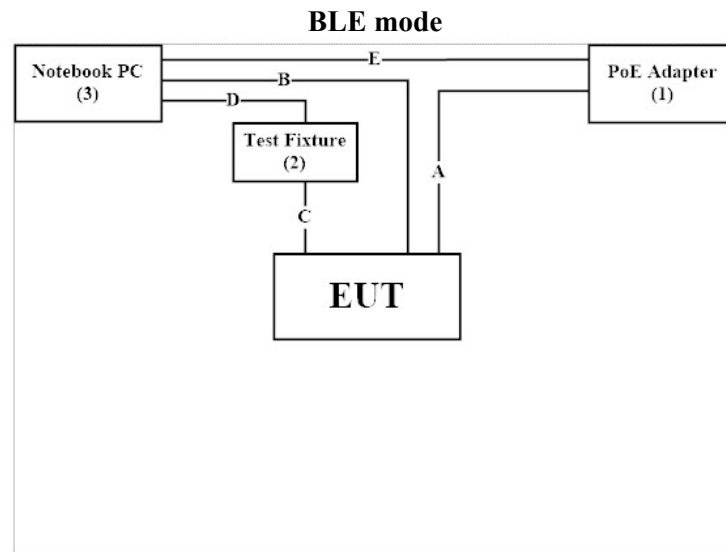 BLE mode
Notebook PC
(3)
E
PoE Adapter
(1)
B
D
Test Fixture
(2)
A
C
EUT